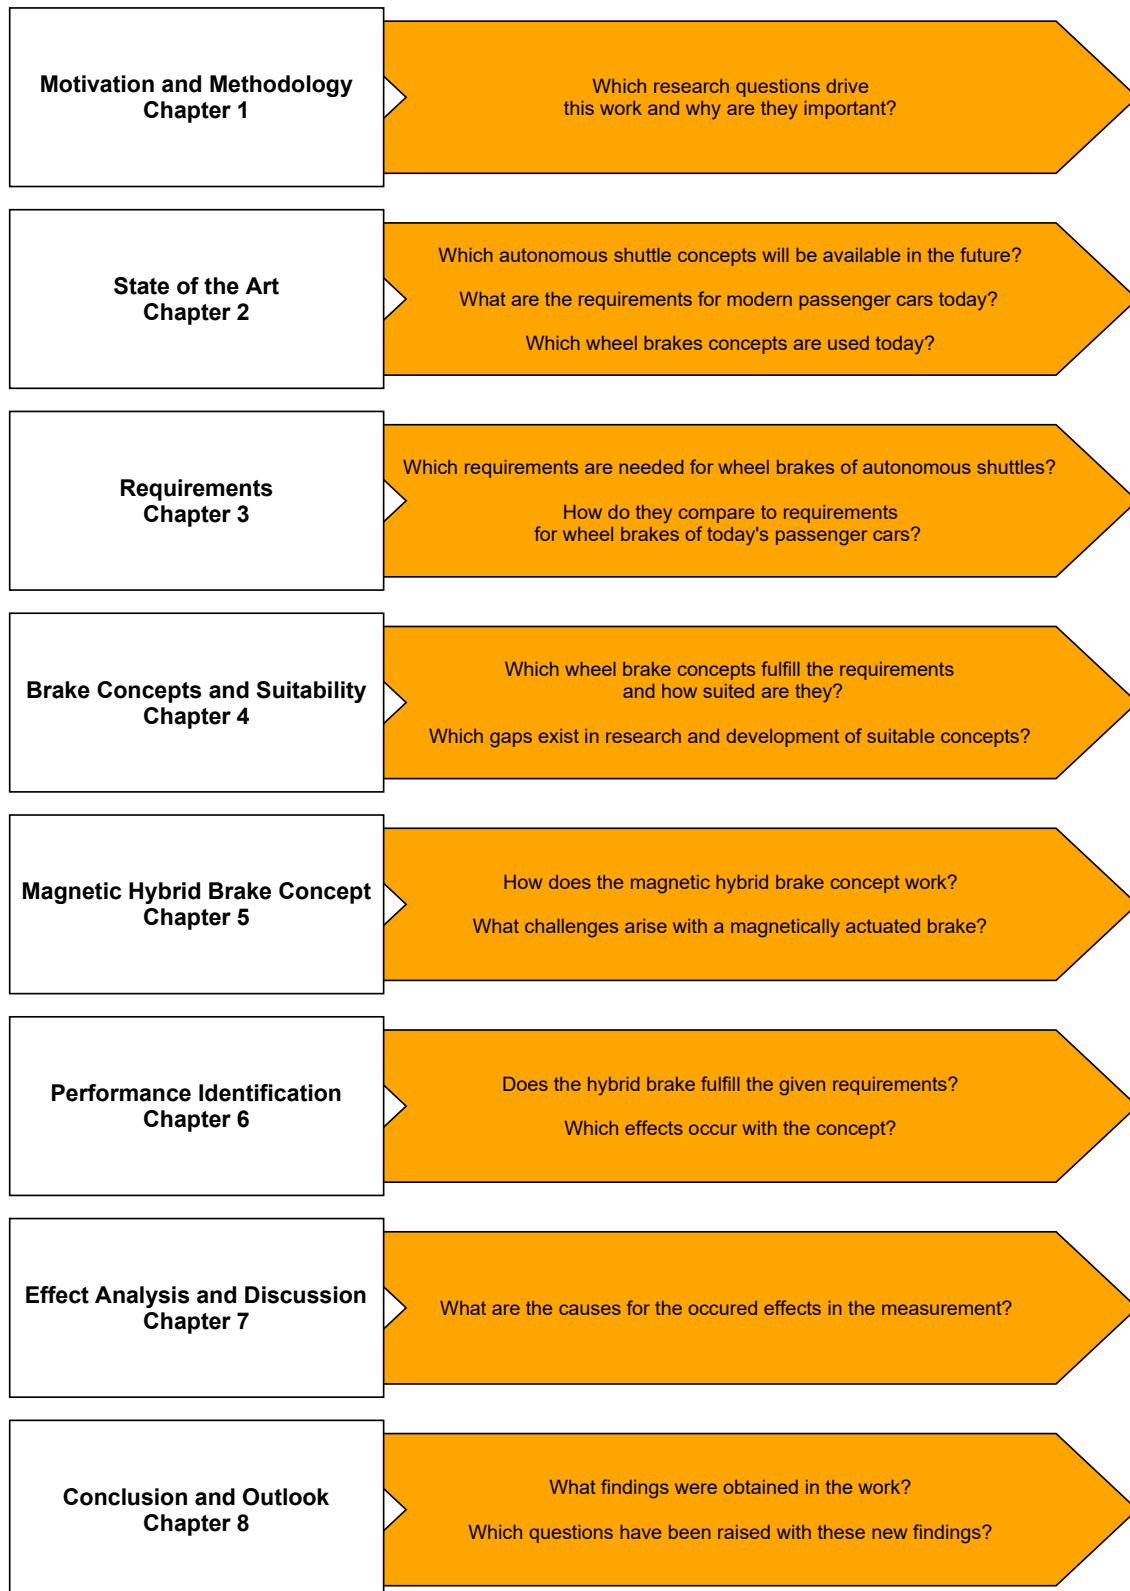 Motivation and Methodology
Chapter 1
Which research questions drive
this work and why are they important?
State of the Art
Chapter 2
Which autonomous shuttle concepts will be available in the future?
What are the requirements for modern passenger cars today?
Which wheel brakes concepts are used today?
Requirements
Chapter 3
Which requirements are needed for wheel brakes of autonomous shuttles?
How do they compare to requirements
for wheel brakes of today's passenger cars?
Brake Concepts and Suitability
Chapter 4
Which wheel brake concepts fulfill the requirements
and how suited are they?
Which gaps exist in research and development of suitable concepts?
Magnetic Hybrid Brake Concept
Chapter 5
How does the magnetic hybrid brake concept work?
What challenges arise with a magnetically actuated brake?
Performance Identification
Chapter 6
Does the hybrid brake fulfill the given requirements?
Which effects occur with the concept?
Effect Analysis and Discussion
Chapter 7
What are the causes for the occured effects in the measurement?
Conclusion and Outlook
Chapter 8
What findings were obtained in the work?
Which questions have been raised with these new findings?